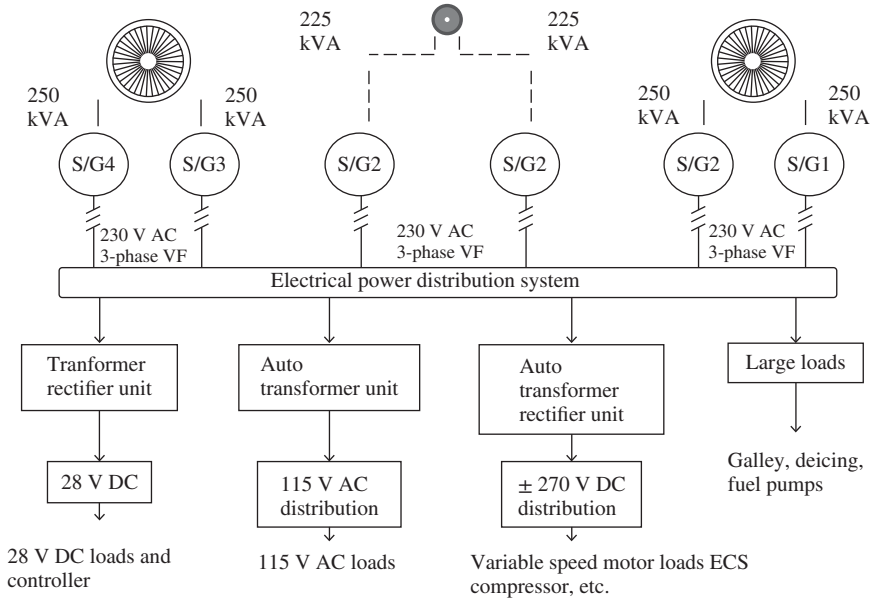 225
kVA
225
kVA
250
kVA
250
kVA
250
kVA
250
kVA
S/G4
S/G3
S/G2
S/G2
S/G2
S/G1
230 V AC
3-phase VF
230 V AC
3-phase VF
230 V AC
3-phase VF
Electrical power distribution system
Tranformer
rectifier unit
Auto
transformer unit
Auto
transformer
rectifier unit
Large loads
28 V DC
115 V AC
distribution
± 270 V DC
distribution
Galley, deicing,
fuel pumps
28 V DC loads and
controller
115 V AC loads
Variable speed motor loads ECS
compressor, etc.